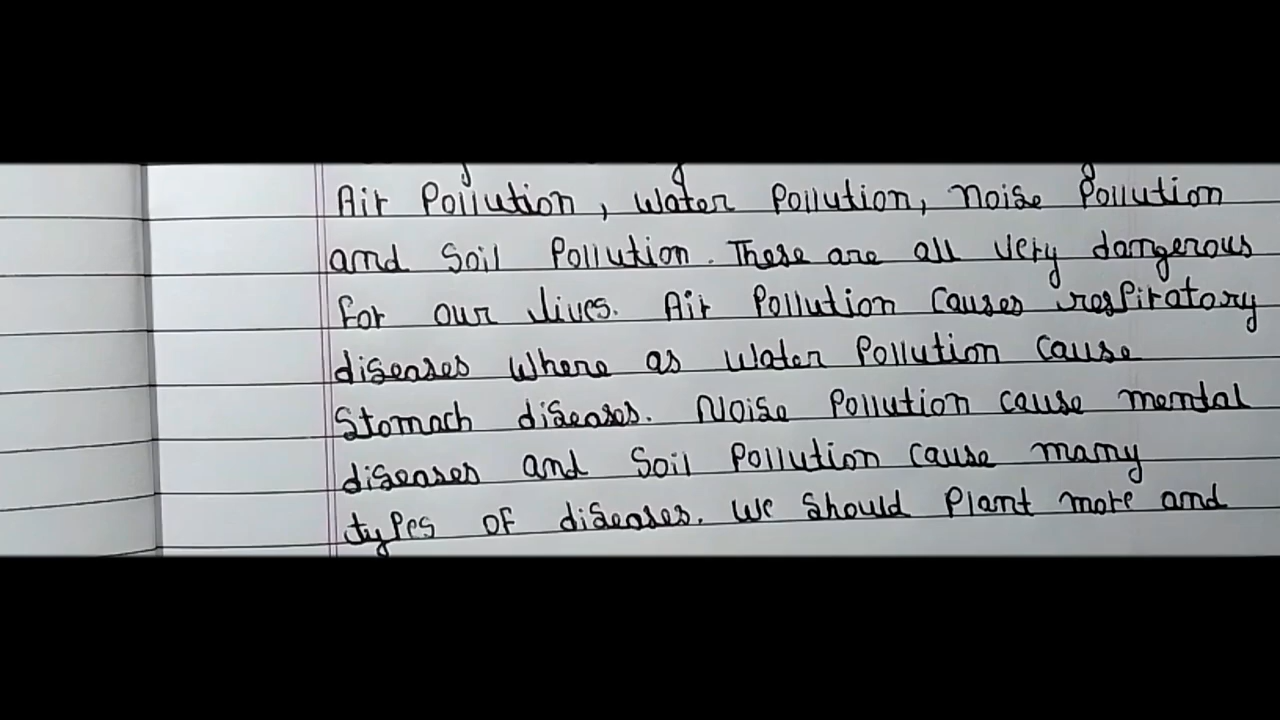 Air Pollution, Water Pollution, Noise Pollution
and Soil Pollution. These are all very dangerous
for our lives. Air Pollution causes respiratory
diseases where as water Pollution cause
Stomach diseases. Noise Pollution cause mental
diseases and Soil Pollution cause many
types of diseases. We should Plant more and